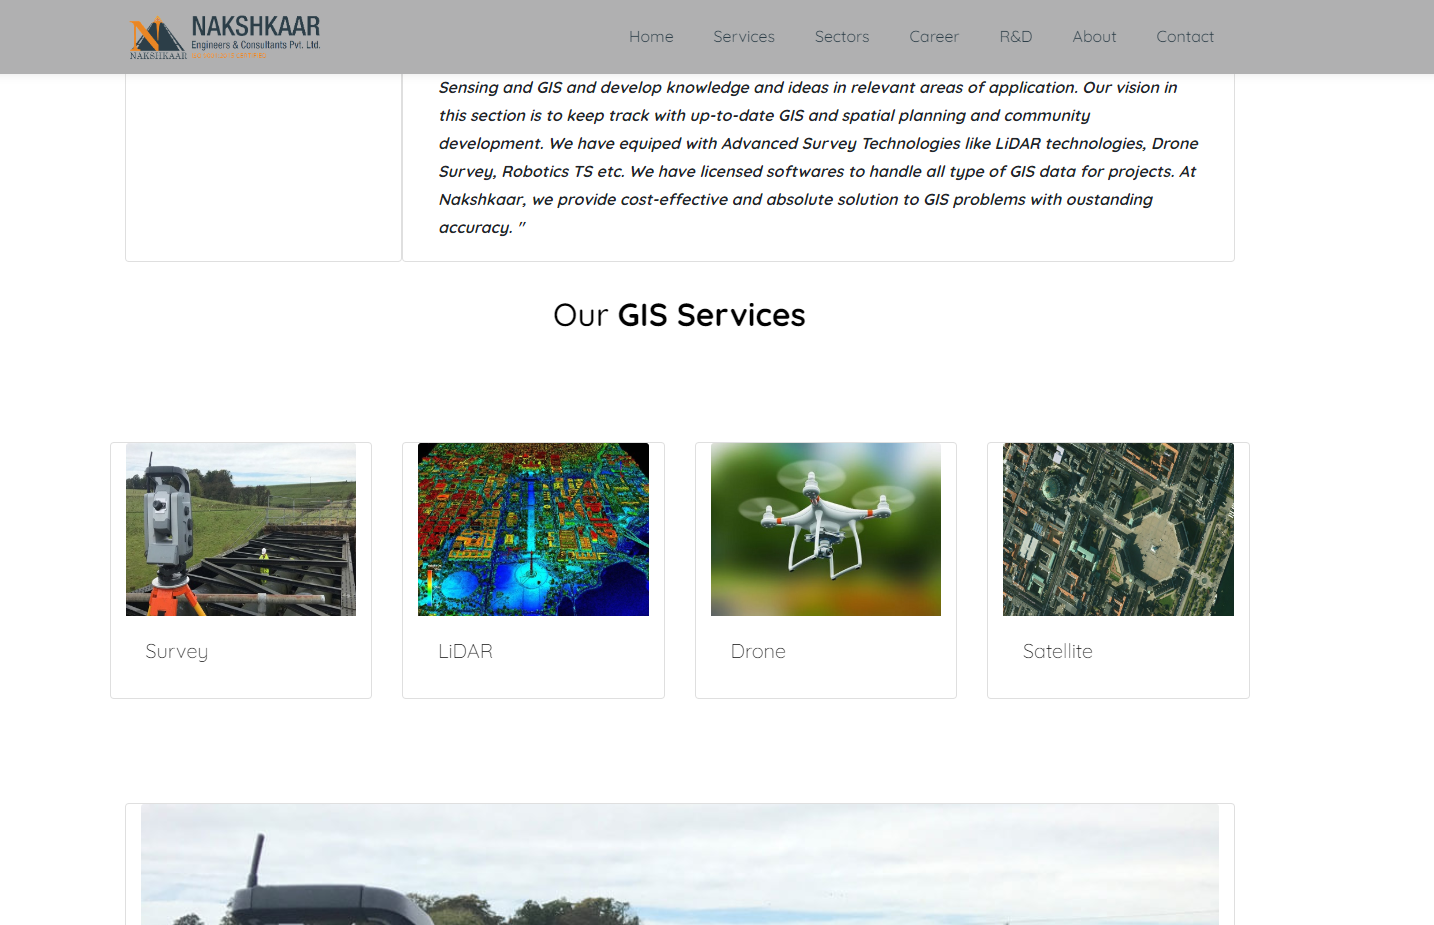 NAKSHKAAR
Engineers & Consultants Pvt. Ltd.
NAKSHKAAR
Home Services Sectors Career R&D About Contact
Sensing and GIS and develop knowledge and ideas in relevant areas of application. Our vision in
this section is to keep track with up-to-date GIS and spatial planning and community
development. We have equiped with Advanced Survey Technologies like LiDAR technologies, Drone
Survey, Robotics TS etc. We have licensed softwares to handle all type of GIS data for projects. At
Nakshkaar, we provide cost-effective and absolute solution to GIS problems with oustanding
accuracy. "
Our GIS Services
Survey
LiDAR
Drone
Satellite